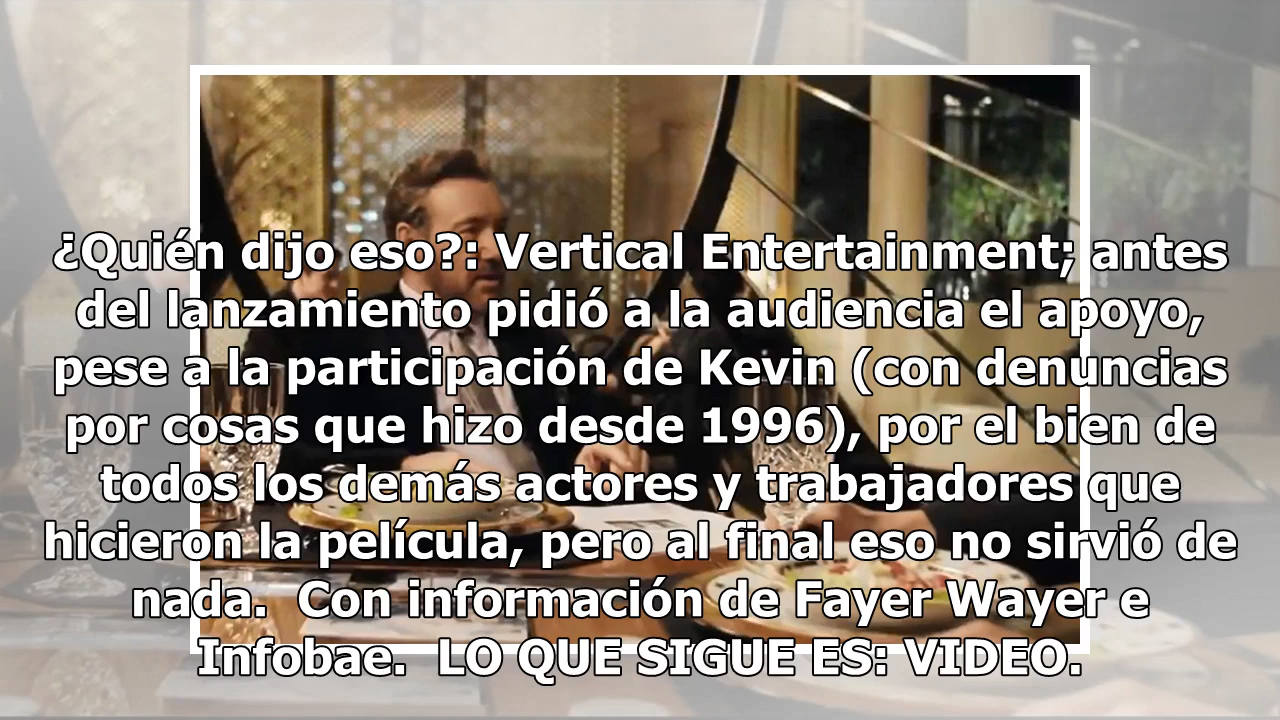 ¿Quién dijo eso?: Vertical Entertainment; antes
del lanzamiento pidió a la audiencia el apoyo,
pese a la participación de Kevin (con denuncias
por cosas que hizo desde 1996), por el bien de
todos los demás actores y trabajadores que
hicieron la película, pero al final eso no sirvió de
nada.  Con información de Fayer Wayer e
Infobae.  LO QUE SIGUE ES: VIDEO.